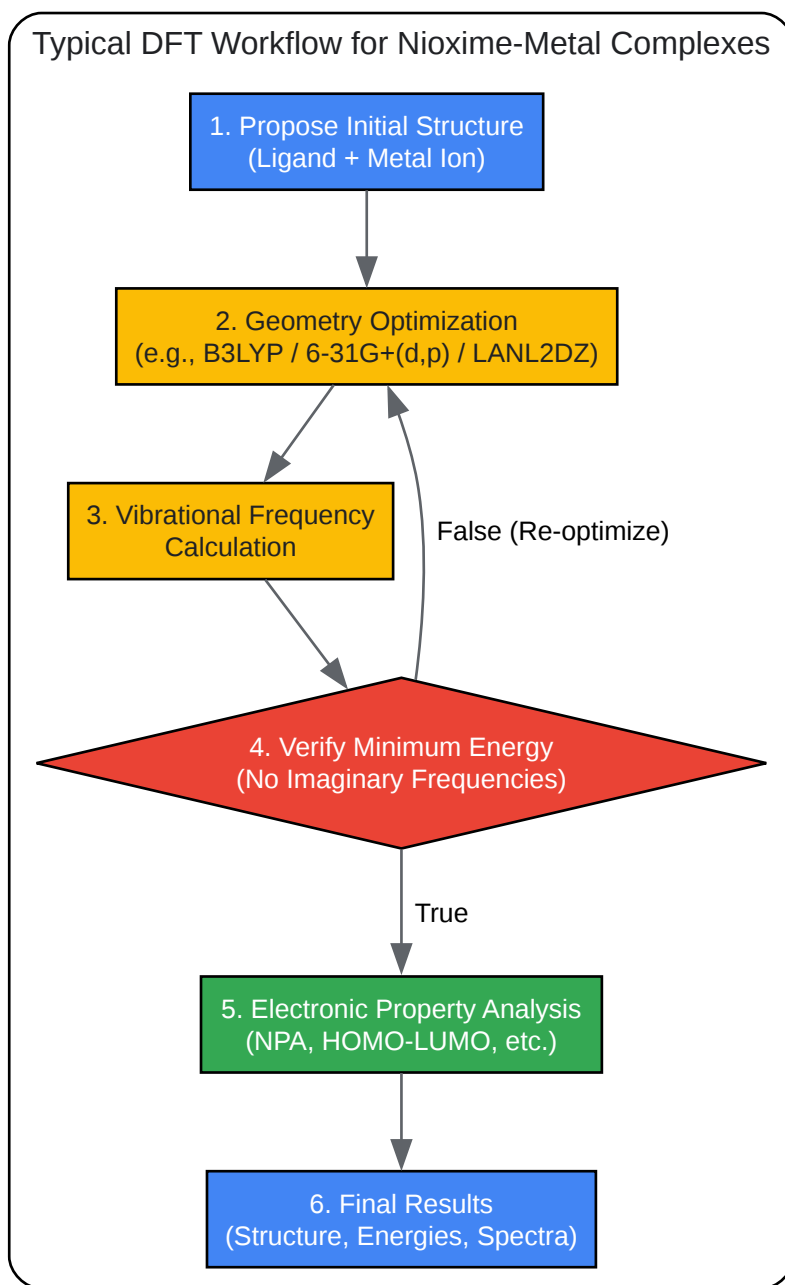 Typical DFT Workflow for Nioxime-Metal Complexes
1. Propose Initial Structure
(Ligand + Metal Ion)
2. Geometry Optimization
(e.g., B3LYP / 6-31G+(d,p) / LANL2DZ)
3. Vibrational Frequency
Calculation
False (Re-optimize)
4. Verify Minimum Energy
(No Imaginary Frequencies)
True
5. Electronic Property Analysis
(NPA, HOMO-LUMO, etc.)
6. Final Results
(Structure, Energies, Spectra)